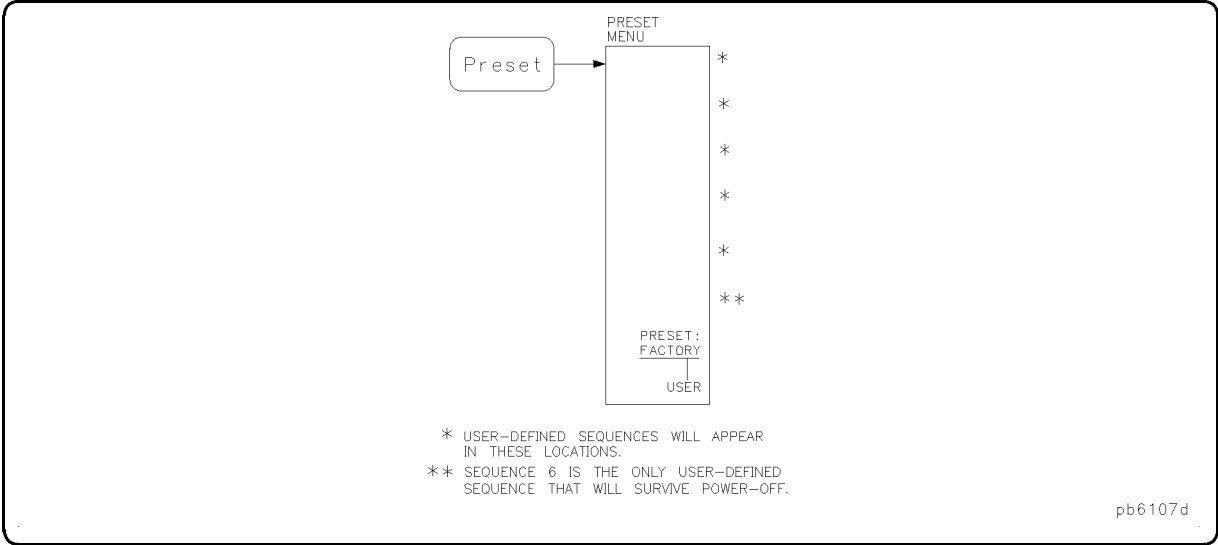 PRESET
MENU
Preset
*
*
*
*
*
**
PRESET:
FACTORY
USER
* USER-DEFINED SEQUENCES WILL APPEAR
IN THESE LOCATIONS.
** SEQUENCE 6 IS THE ONLY USER-DEFINED
SEQUENCE THAT WILL SURVIVE POWER-OFF.
pb6107d